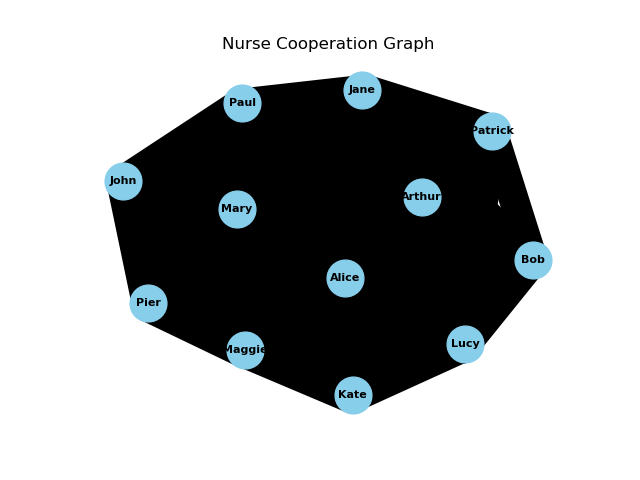 Nurse Cooperation Graph
Jane
Paul
Patrick
John
Arthur
Mary
Bob
Alice
Pier
Lucy
Maggie
Kate